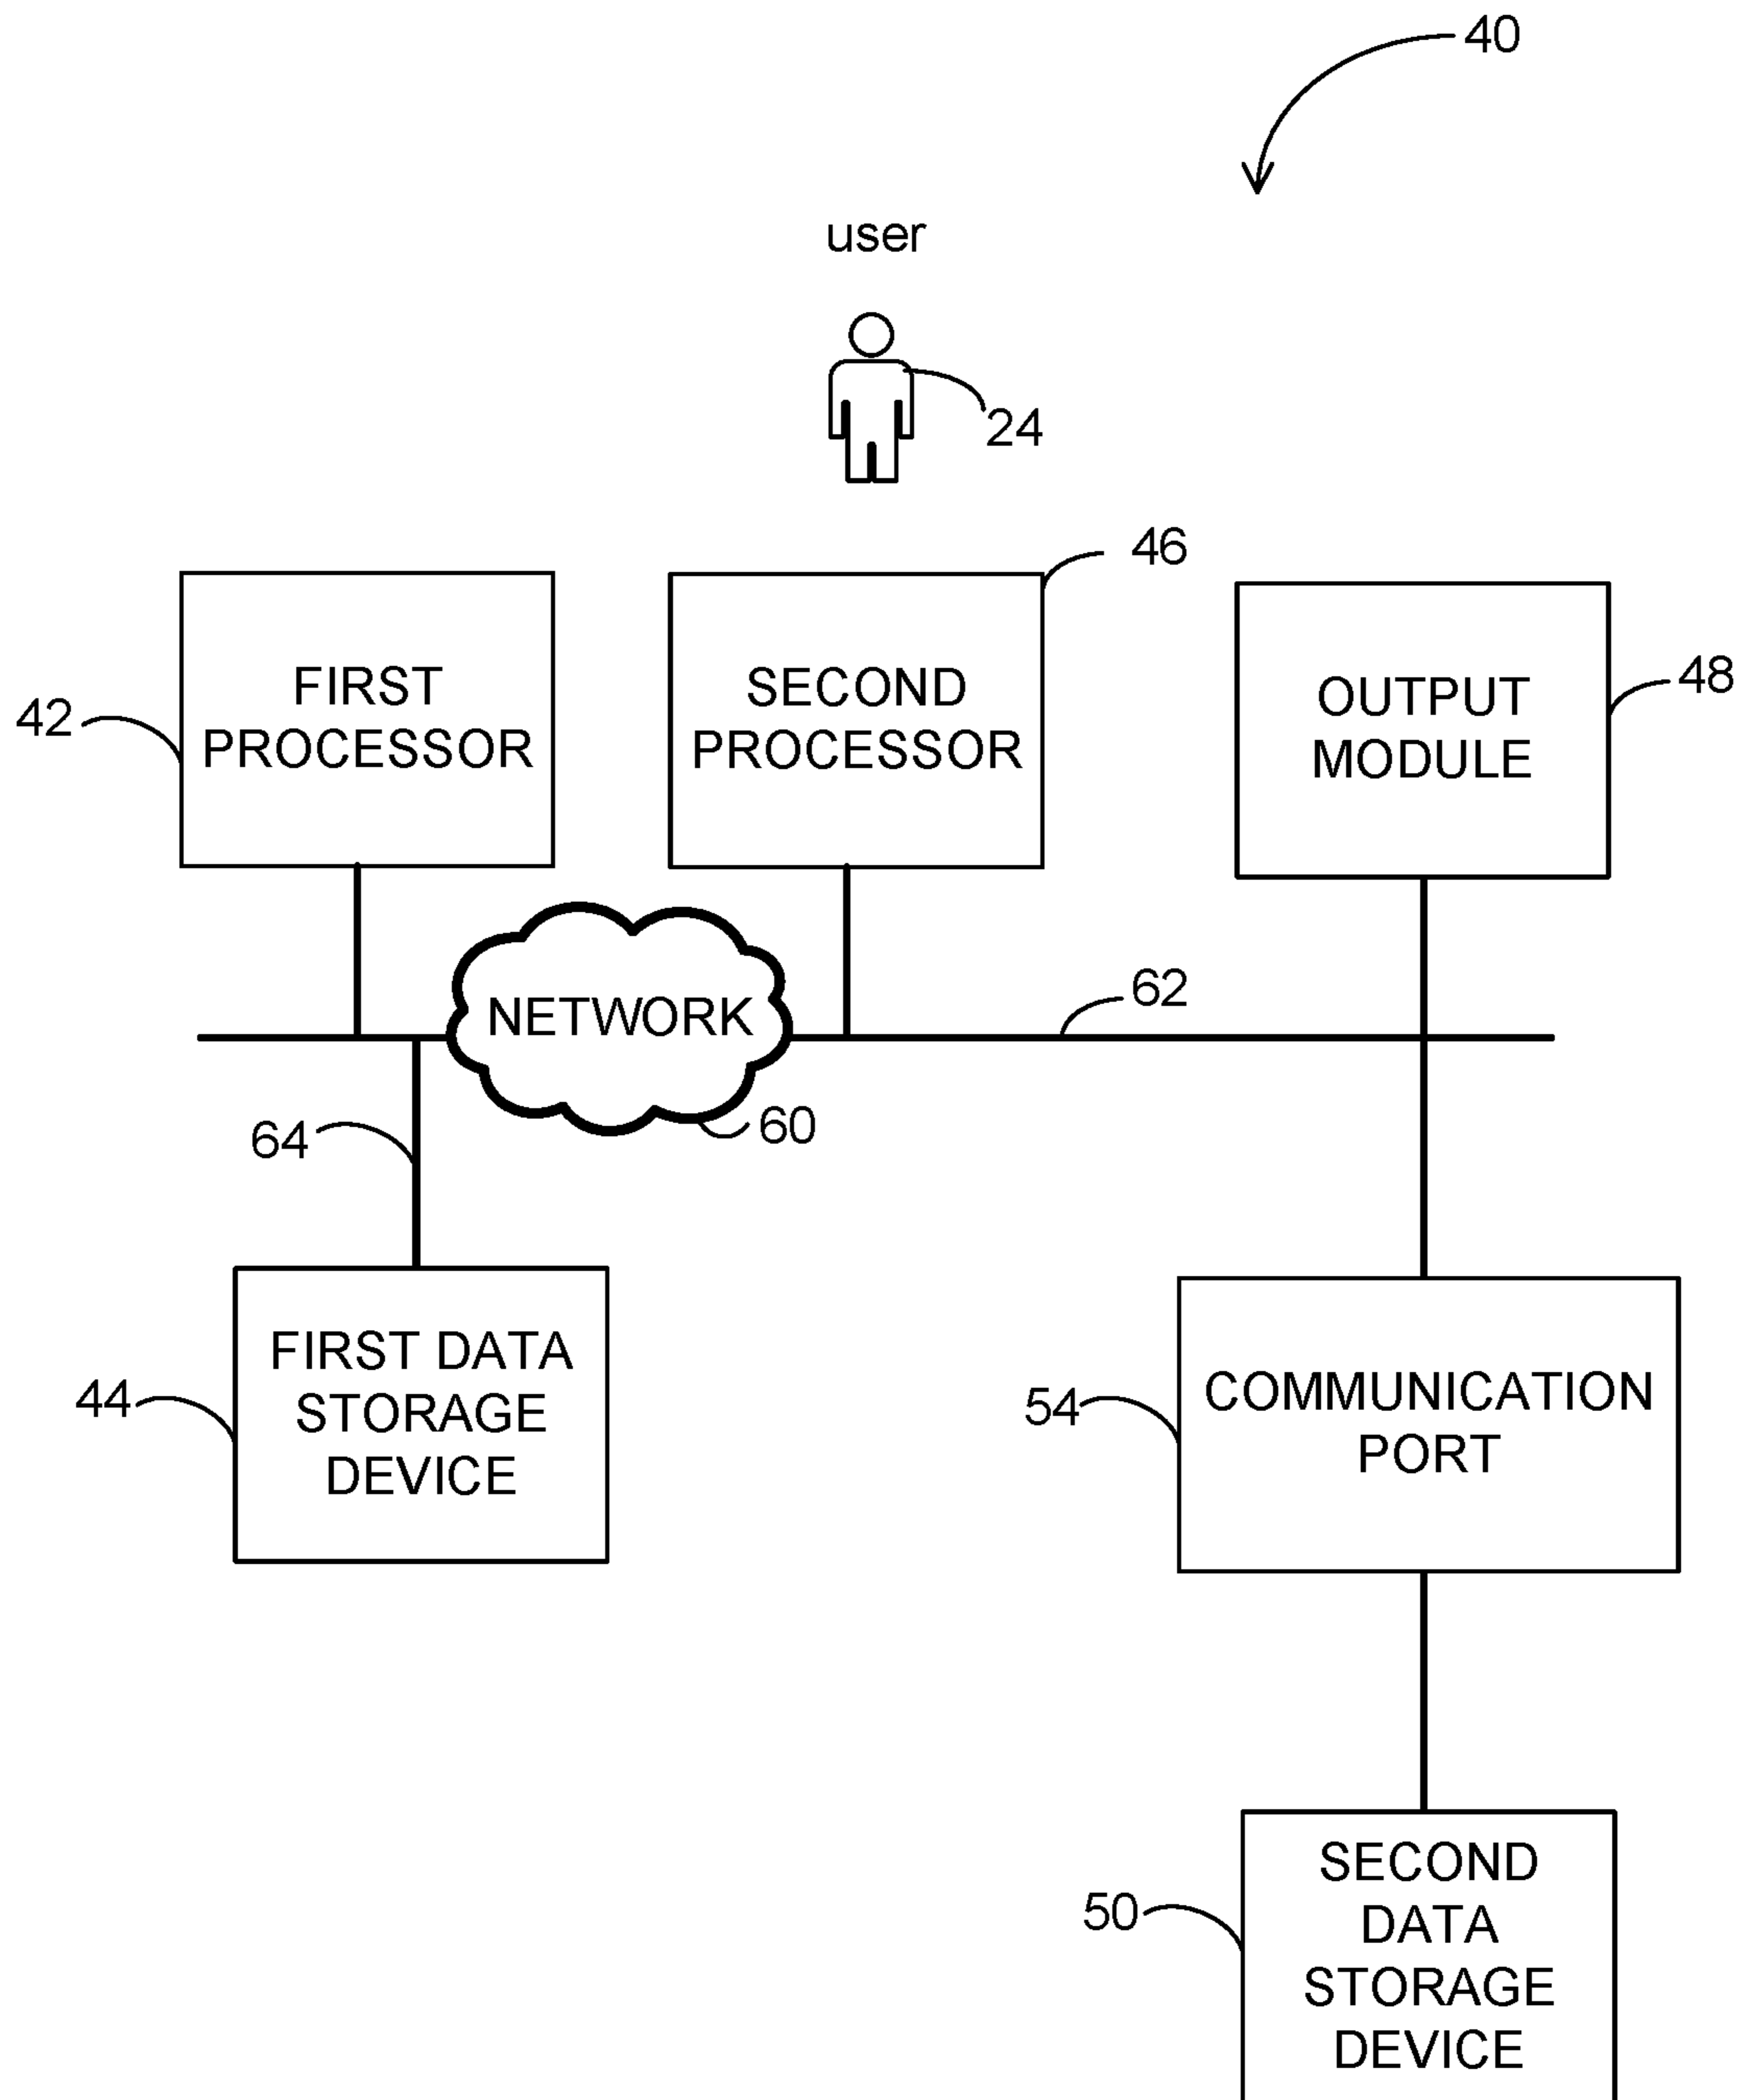 40
user
24
46
FIRST
PROCESSOR
SECOND
PROCESSOR
OUTPUT
MODULE
42
48
NETWORK
62
64
60
FIRST DATA
STORAGE
DEVICE
44
COMMUNICATION
PORT
54
SECOND
DATA
STORAGE
DEVICE
50